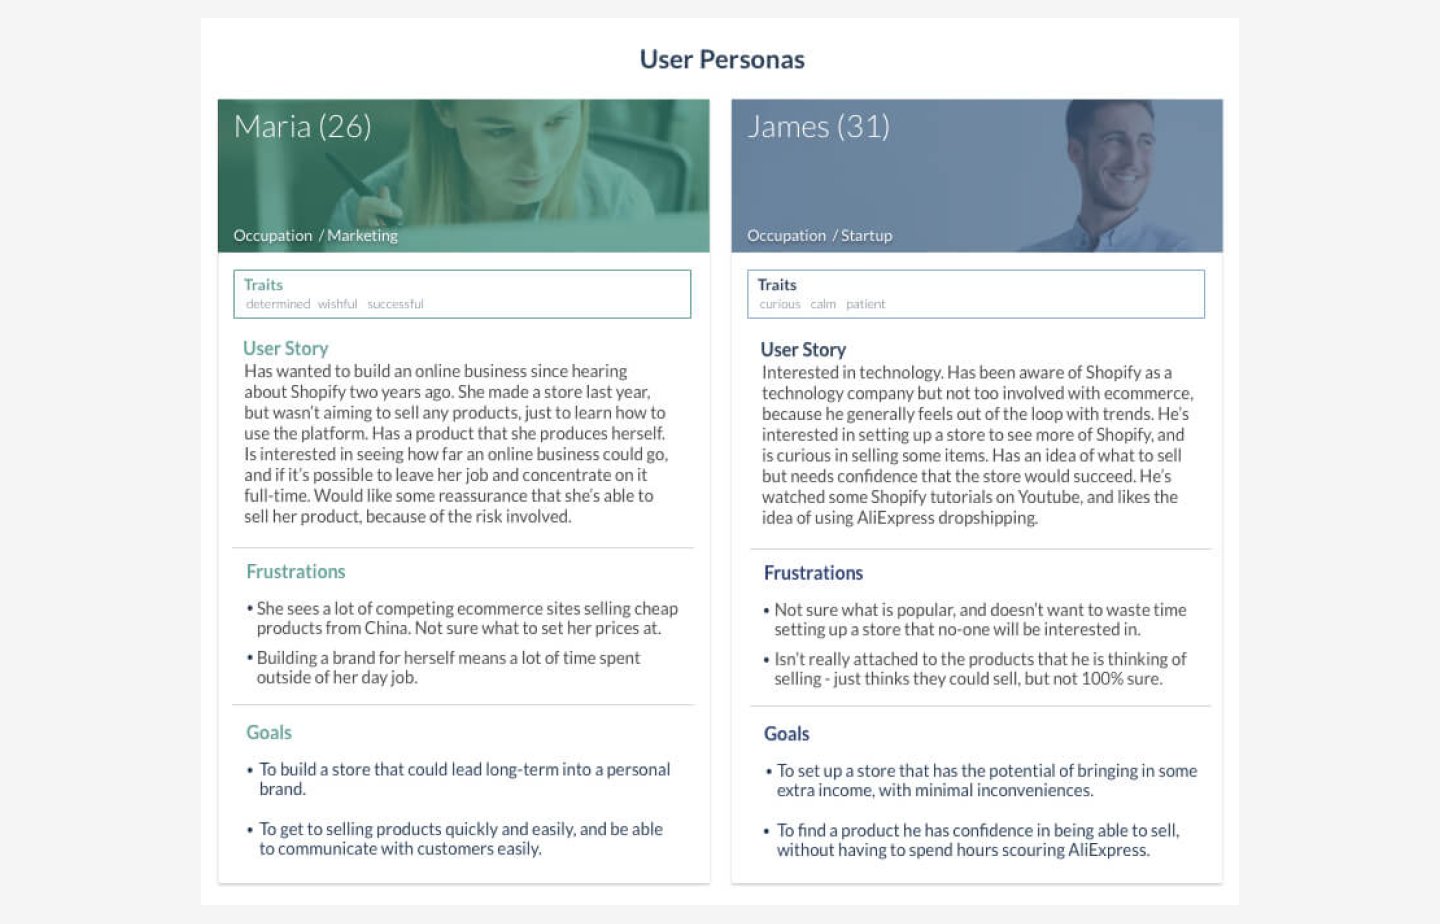 User Personas
Maria (26)
Occupation / Marketing
Traits
determined wishful successful
User Story
Has wanted to build an online business since hearing
about Shopify two years ago. She made a store last year,
but wasn't aiming to sell any products, just to learn how to
use the platform. Has a product that she produces herself.
Is interested in seeing how far an online business could go,
and if it's possible to leave her job and concentrate on it
full-time. Would like some reassurance that she's able to
sell her product, because of the risk involved.
Frustrations
• She sees a lot of competing ecommerce sites selling cheap
products from China. Not sure what to set her prices at.
• Building a brand for herself means a lot of time spent
outside of her day job.
Goals
• To build a store that could lead long-term into a personal
brand.
• To get to selling products quickly and easily, and be able
to communicate with customers easily.
James (31)
Occupation / Startup
Traits
curious calm patient
User Story
Interested in technology. Has been aware of Shopify as a
technology company but not too involved with ecommerce,
because he generally feels out of the loop with trends. He's
interested in setting up a store to see more of Shopify, and
is curious in selling some items. Has an idea of what to sell
but needs confidence that the store would succeed. He's
watched some Shopify tutorials on Youtube, and likes the
idea of using AliExpress dropshipping.
Frustrations
• Not sure what is popular, and doesn't want to waste time
setting up a store that no-one will be interested in.
• Isn't really attached to the products that he is thinking of
selling - just thinks they could sell, but not 100% sure.
Goals
• To set up a store that has the potential of bringing in some
extra income, with minimal inconveniences.
• To find a product he has confidence in being able to sell,
without having to spend hours scouring AliExpress.